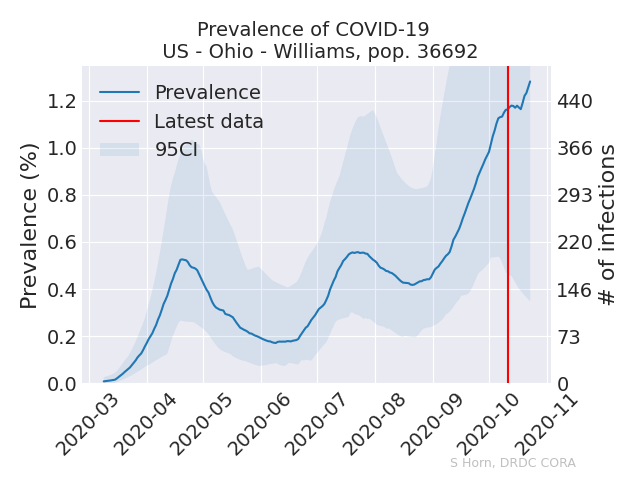 Prevalence of COVID-19
US - Ohio - Williams, pop. 36692
Prevalence
Latest data
95CI
Prevalence (%)
1.2
1.0
0.8
0.6
0.4
0.2
0.0
440
366
293
220
146
73
0
# of infections
2020-03
2020-04
2020-05
2020-06
2020-07
2020-08
2020-09
2020-10
2020-11
S Horn, DRDC CORA